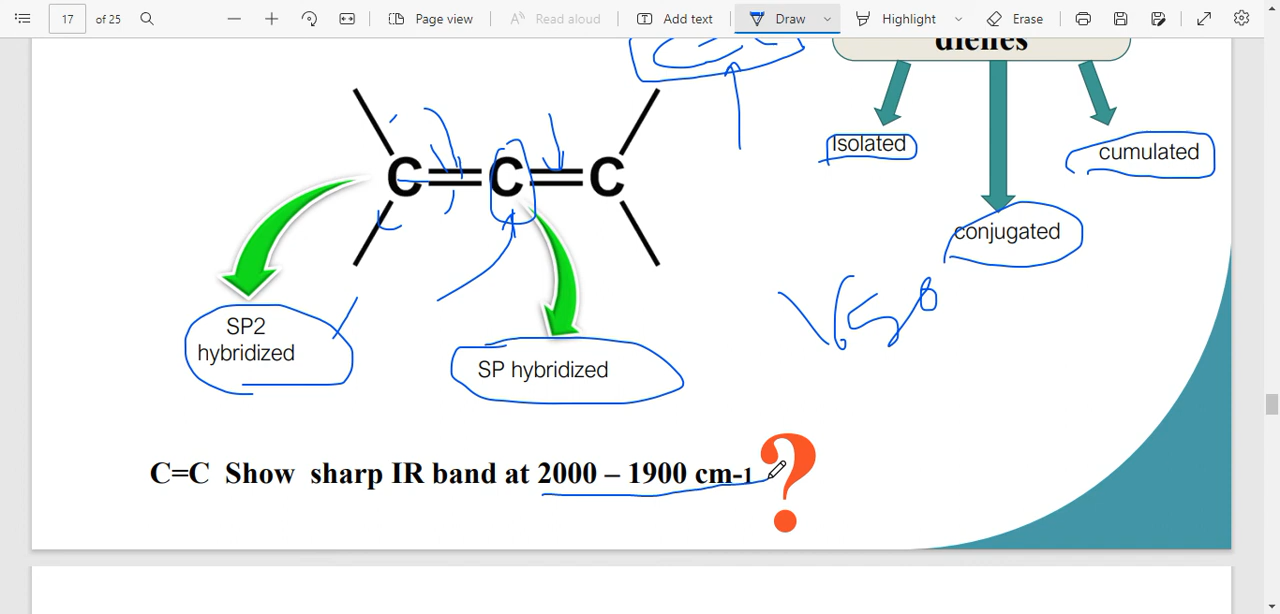 17 of 25 Page view Read aloud Add text Draw Highlight Erase
dienes
Isolated
cumulated
conjugated
C=C=C
SP2
hybridized
SP hybridized
C=C Show sharp IR band at 2000 – 1900 cm-1 ?